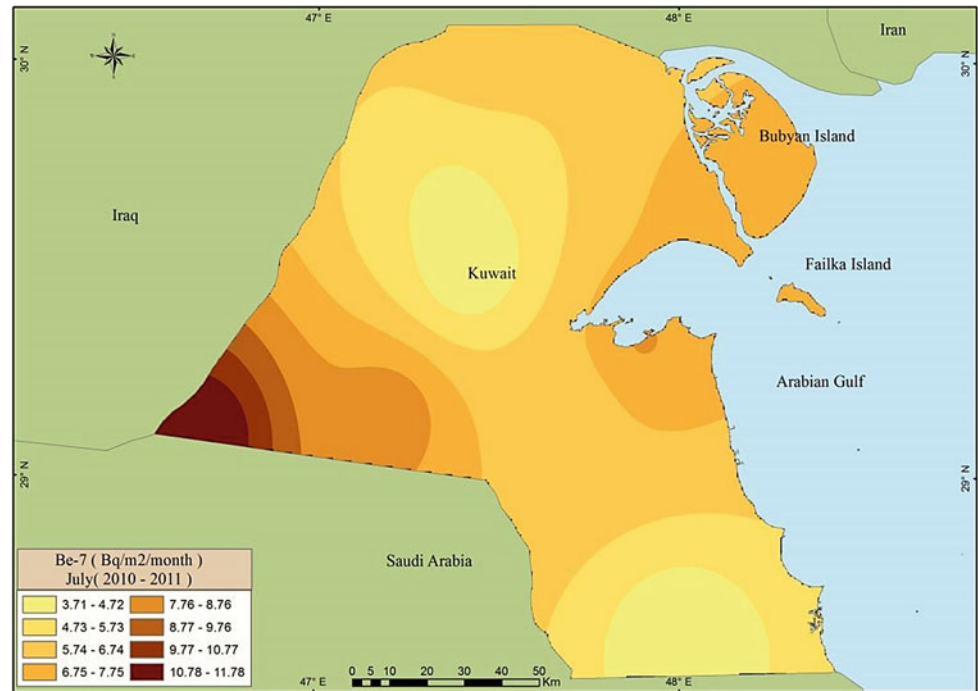 47° E
48° E
Iran
30° N
30° N
Bubyan Island
Iraq
Failka Island
Kuwait
Arabian Gulf
29° N
29° N
Saudi Arabia
Be-7 ( Bq/m2/month )
July( 2010 - 2011 )
3.71 - 4.72
7.76 - 8.76
4.73 - 5.73
8.77 - 9.76
5.74 - 6.74
9.77 - 10.77
6.75 - 7.75
10.78 - 11.78
0 5 10 20 30 40 50
Km
47° E
48° E